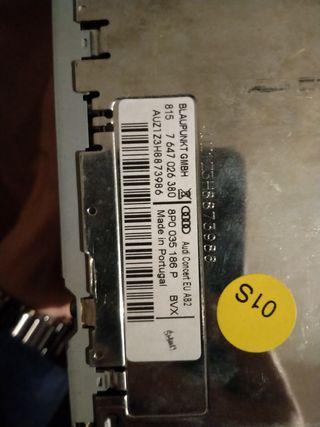 BLAUPUNKT GMBH
815 7 647 026 380
AUZ1Z3H8873986
Audi Concert EU AB2
8P0 035 186 P BVX
Made in Portugal
01S